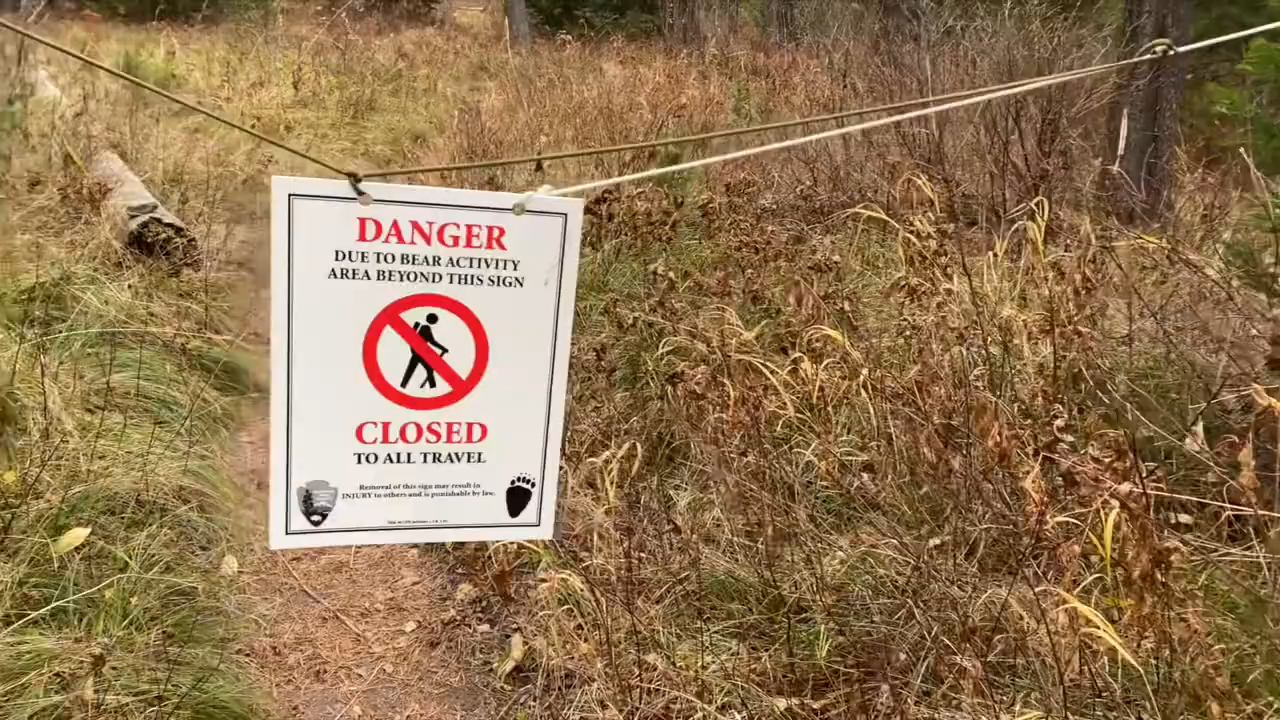 DANGER
DUE TO BEAR ACTIVITY
AREA BEYOND THIS SIGN
CLOSED
TO ALL TRAVEL
Removal of this sign may result in
INJURY to others and is punishable by law.